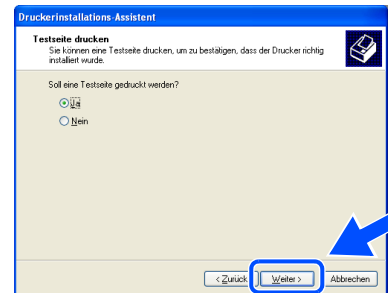 Druckerinstallations-Assistent
Testseite drucken
Sie können eine Testseite drucken, um zu bestätigen, dass der Drucker richtig
installiert wurde.
Soll eine Testseite gedruckt werden?
Ja
Nein
< Zurück Weiter > Abbrechen